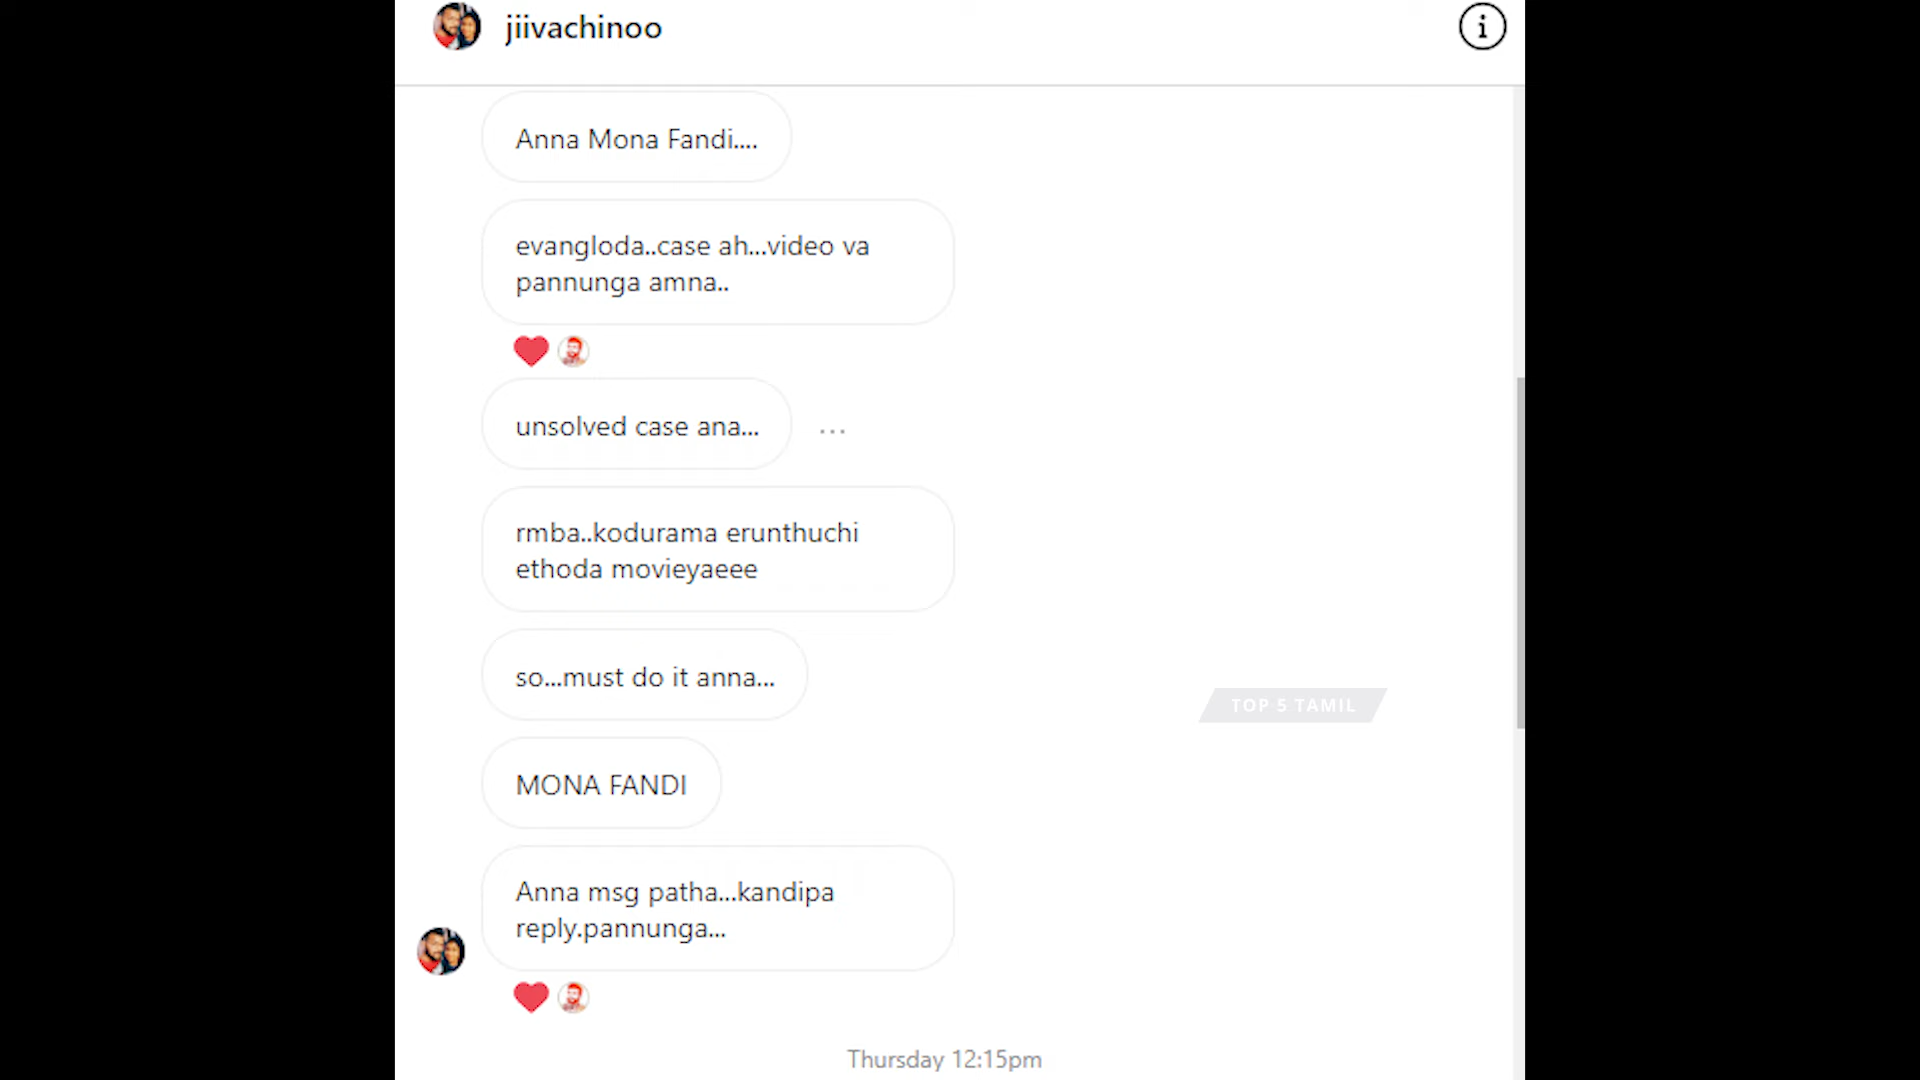 jiivachinoo
Anna Mona Fandi....
evangloda..case ah...video va
pannunga amna..
unsolved case ana...
rmba..kodurama erunthuchi
ethoda movieyaeee
so...must do it anna...
TOP 5 TAMIL
MONA FANDI
Anna msg patha...kandipa
reply.pannunga...
Thursday 12:15pm